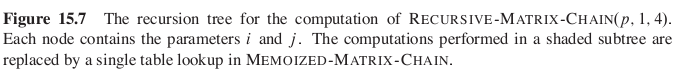 Figure 15.7 The recursion tree for the computation of RECURSIVE-MATRIX-CHAIN(p, 1, 4).
Each node contains the parameters i and j. The computations performed in a shaded subtree are
replaced by a single table lookup in MEMOIZED-MATRIX-CHAIN.